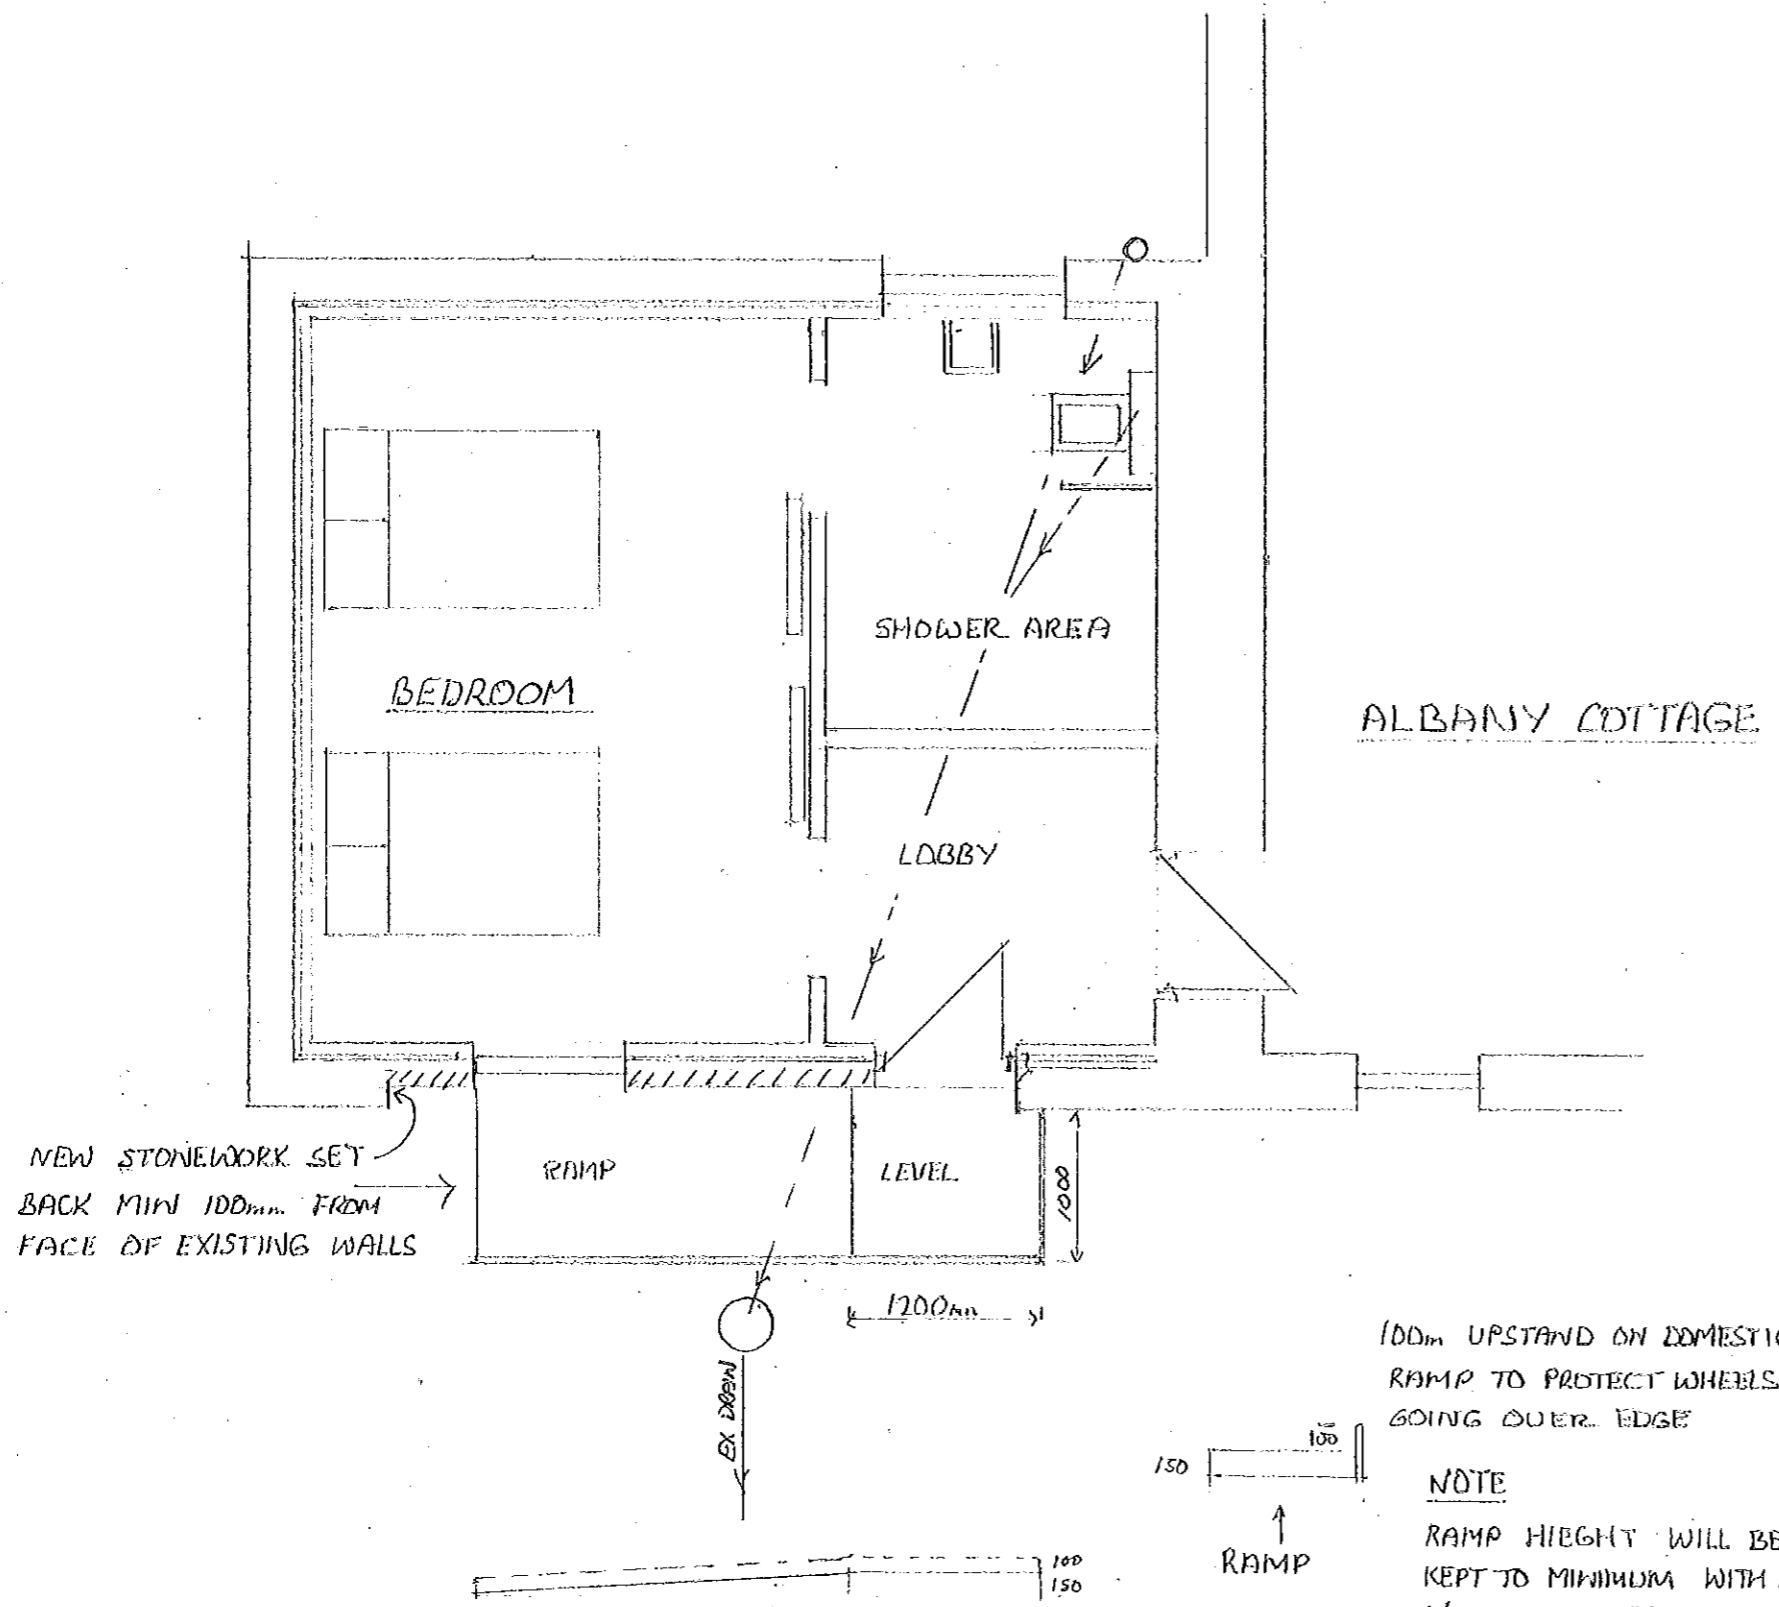 SHOWER AREA
BEDROOM
ALBANY COTTAGE
LOBBY
NEW STONEWORK SET
BACK MIN 100mm FROM
FACE OF EXISTING WALLS
RAMP
LEVEL
1000
1200mm
EX DRAIN
100m UPSTAND ON DOMESTIC
RAMP TO PROTECT WHEELS
GOING OVER EDGE
100
150
RAMP
NOTE
RAMP HIEGHT WILL BE
KEPT TO MINIMUM WITH
100
150